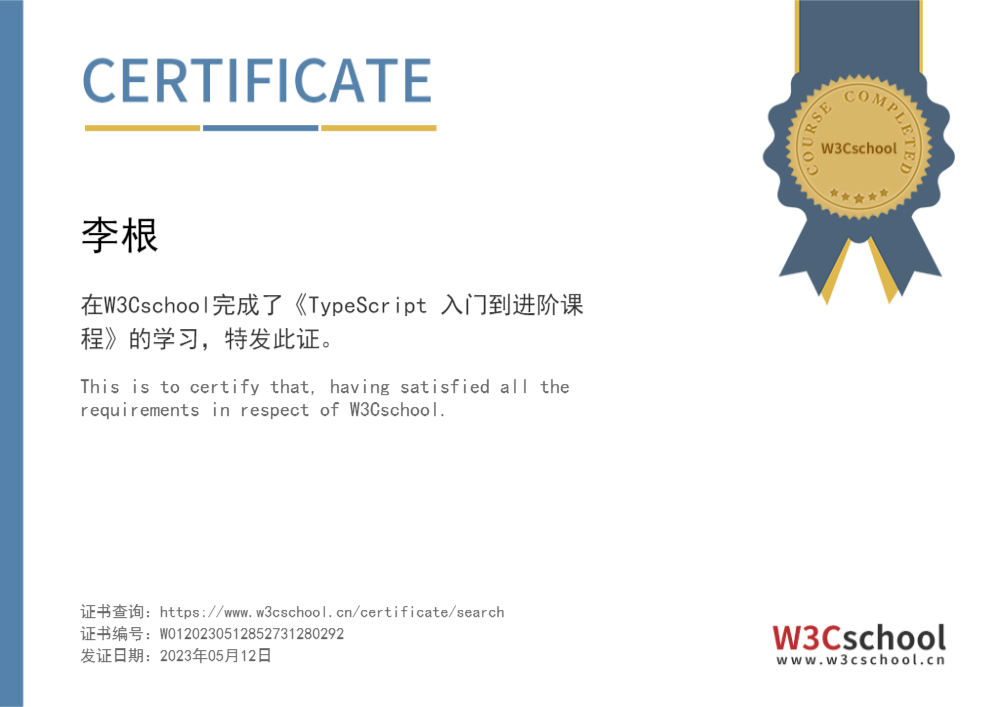 CERTIFICATE
COURSE COMPLETED
W3Cschool
李根
在W3Cschool完成了《TypeScript 入门到进阶课
程》的学习，特发此证。
This is to certify that, having satisfied all the
requirements in respect of W3Cschool.
证书查询：https://www.w3cschool.cn/certificate/search
证书编号：W0120230512852731280292
发证日期：2023年05月12日
W3Cschool
www.w3cschool.cn